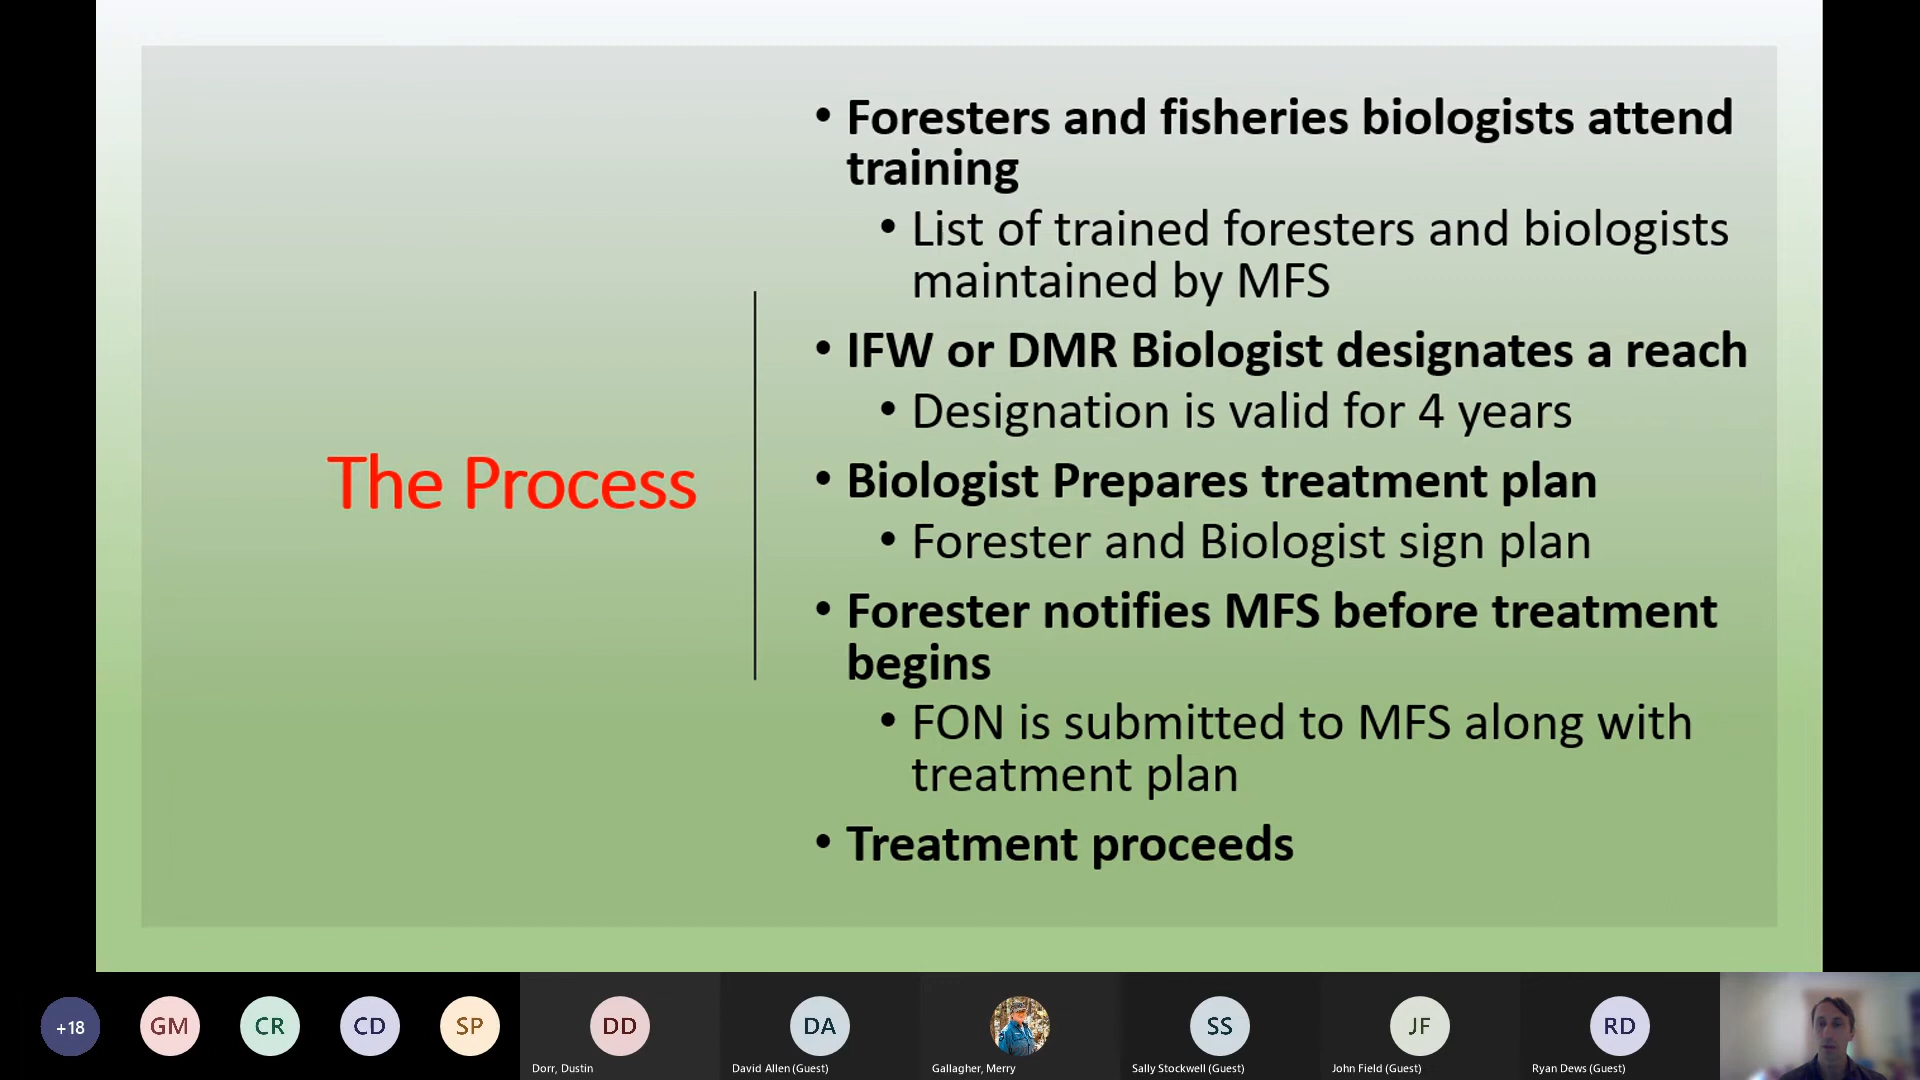 The Process
• Foresters and fisheries biologists attend
training
• List of trained foresters and biologists
maintained by MFS
• IFW or DMR Biologist designates a reach
• Designation is valid for 4 years
• Biologist Prepares treatment plan
• Forester and Biologist sign plan
• Forester notifies MFS before treatment
begins
• FON is submitted to MFS along with
treatment plan
• Treatment proceeds
+18
GM
CR
CD
SP
DD
DA
SS
JF
RD
Dorr, Dustin
David Allen (Guest)
Gallagher, Merry
Sally Stockwell (Guest)
John Field (Guest)
Ryan Dews (Guest)